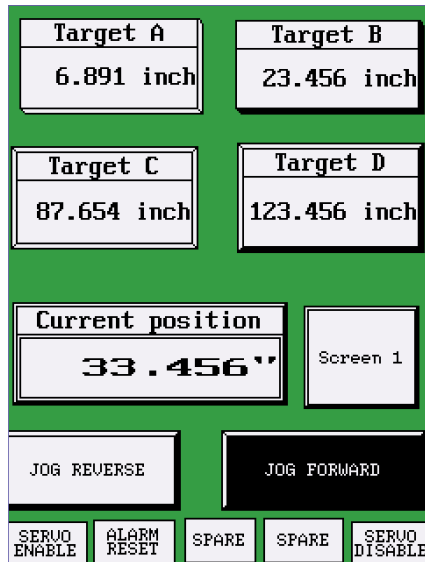 Target A
Target B
6.891 inch
23.456 inch
Target C
Target D
87.654 inch
123.456 inch
Current position
33.456"
Screen 1
JOG REVERSE
JOG FORWARD
SERVO
ENABLE
ALARM
RESET
SPARE
SPARE
SERVO
DISABLE